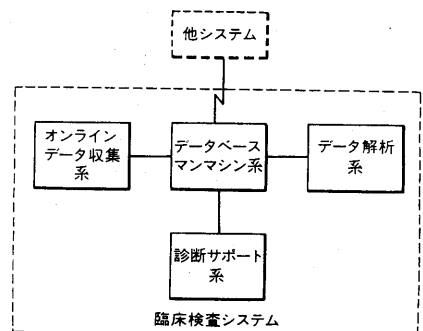 他システム
オンライン
データ収集
系
データベース
マンマシン系
データ解析
系
診断サポート
系
臨床検査システム